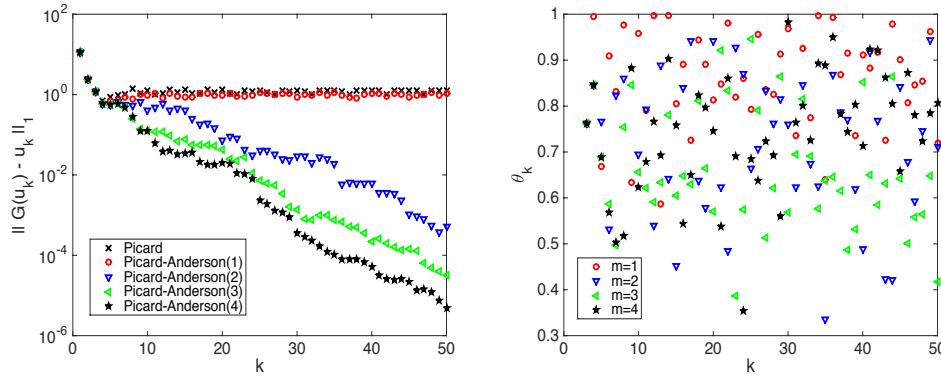 10^2
10^0
10^-2
10^-4
10^-6
|| G(u_k) - u_k ||_1
Picard
Picard-Anderson(1)
Picard-Anderson(2)
Picard-Anderson(3)
Picard-Anderson(4)
0 10 20 30 40 50
k
1
0.9
0.8
0.7
0.6
0.5
0.4
0.3
θ_k
m=1
m=2
m=3
m=4
0 10 20 30 40 50
k